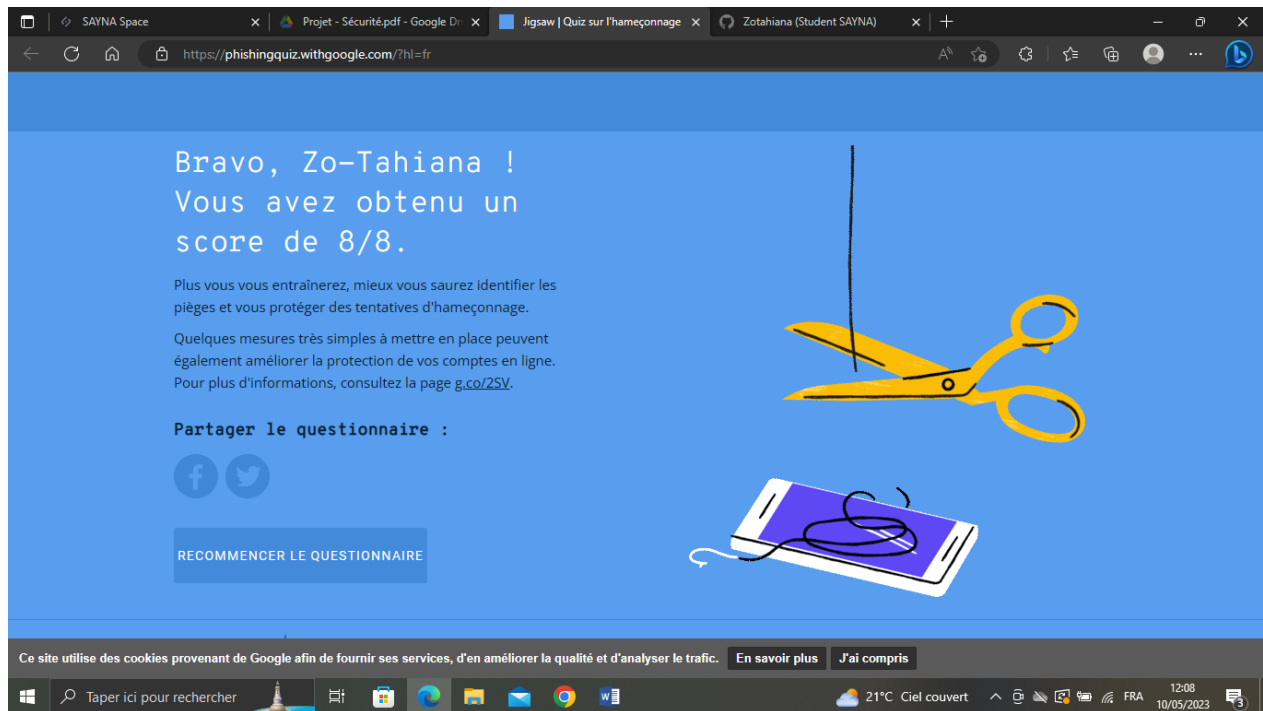 SAYNA Space
Projet - Sécurité.pdf - Google Dr
Jigsaw | Quiz sur l'hameçonnage
Zotahiana (Student SAYNA)
https://phishingquiz.withgoogle.com/?hl=fr
Bravo, Zo-Tahiana !
Vous avez obtenu un
score de 8/8.
Plus vous vous entraînerez, mieux vous saurez identifier les
pièges et vous protéger des tentatives d'hameçonnage.
Quelques mesures très simples à mettre en place peuvent
également améliorer la protection de vos comptes en ligne.
Pour plus d'informations, consultez la page g.co/2SV.
Partager le questionnaire :
RECOMMENCER LE QUESTIONNAIRE
Ce site utilise des cookies provenant de Google afin de fournir ses services, d'en améliorer la qualité et d'analyser le trafic. En savoir plus J'ai compris
Taper ici pour rechercher
21°C Ciel couvert
FRA
12:08
10/05/2023
3